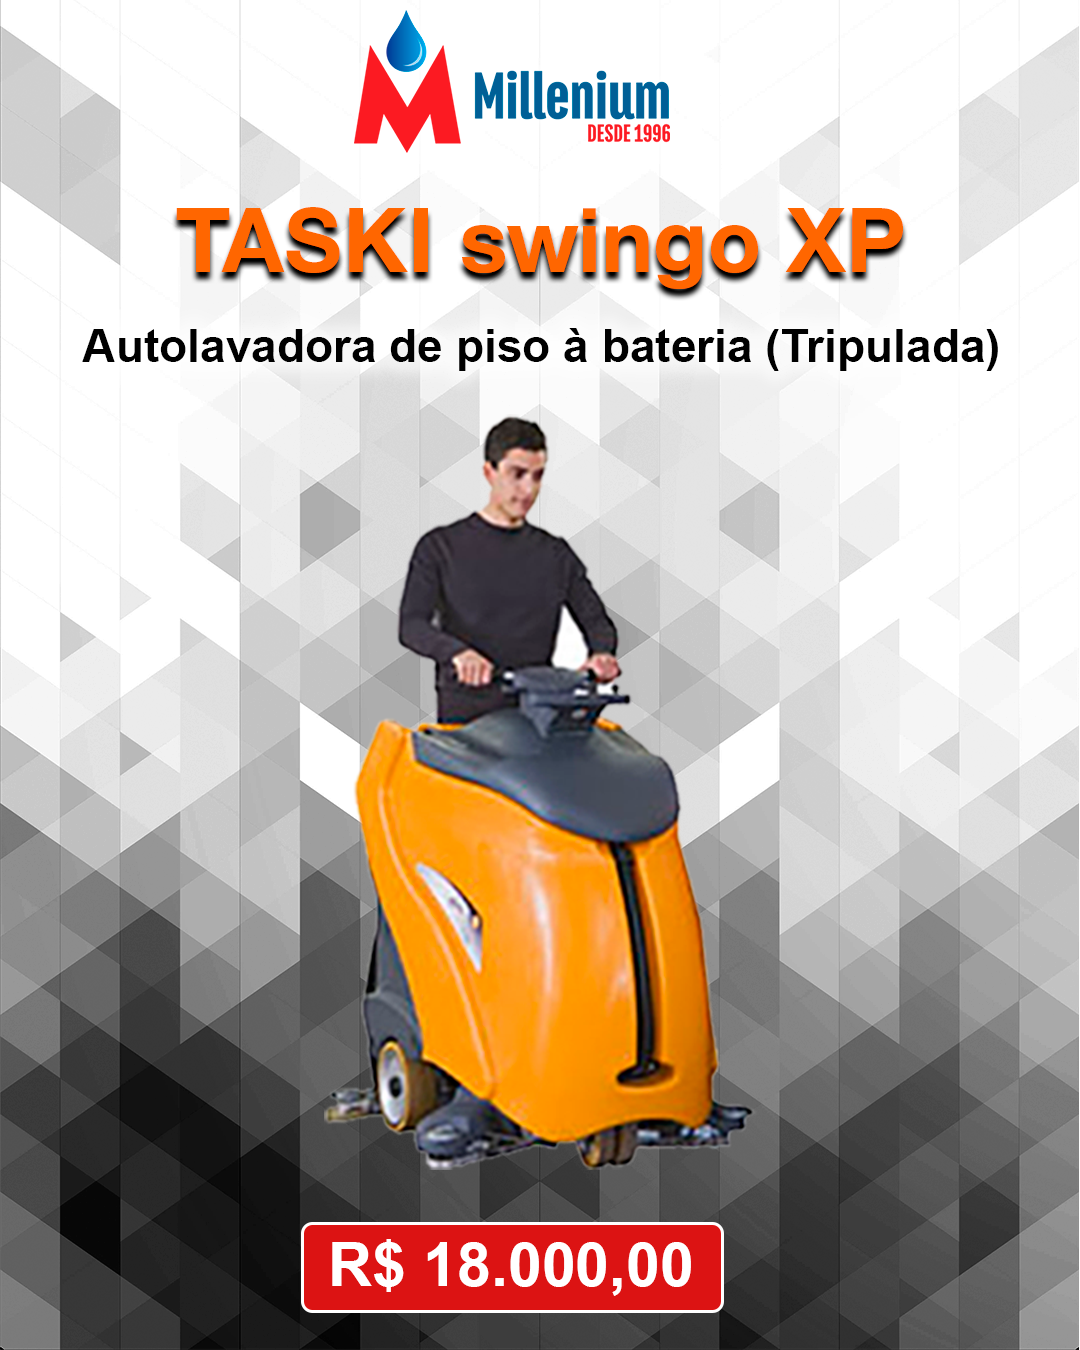 Millenium
DESDE 1996
TASKI swingo XP
Autolavadora de piso à bateria (Tripulada)
R$ 18.000,00